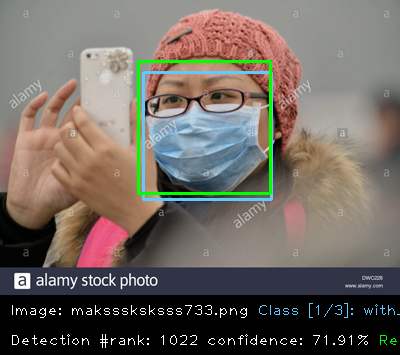 alamy
alamy
alamy
a alamy stock photo
DWC228
www.alamy.com
Image: maksssksksss733.png Class [1/3]: with_
Detection #rank: 1022 confidence: 71.91% Re